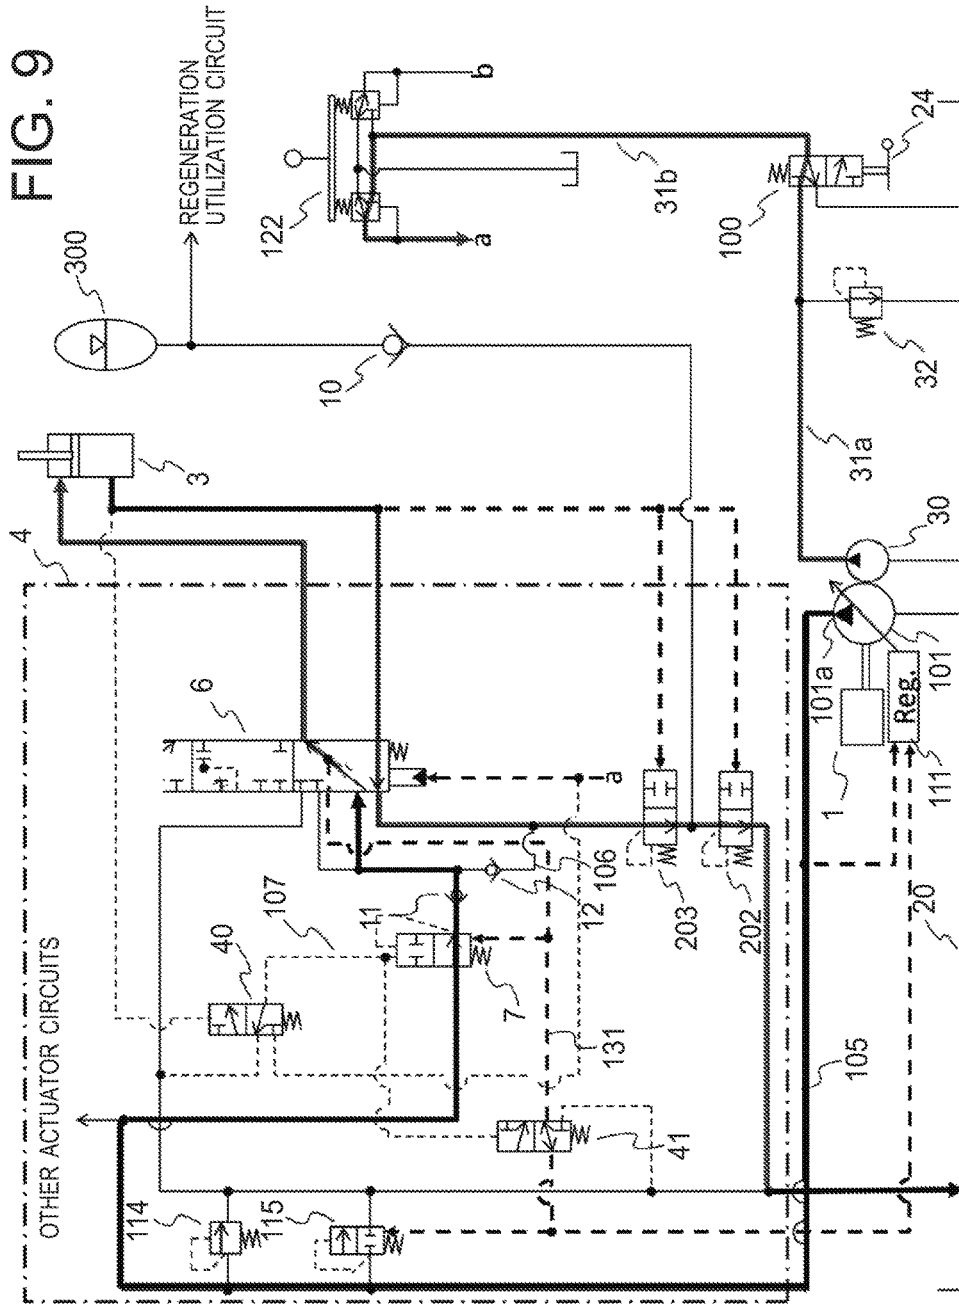 FIG. 9
REGENERATION
UTILIZATION CIRCUIT
300
122
b
a
31b
24
100
10
32
31a
3
4
30
6
101a
101
Reg.
1
111
a
106
12
203
202
20
107
11
40
7
131
105
OTHER ACTUATOR CIRCUITS
41
114
115